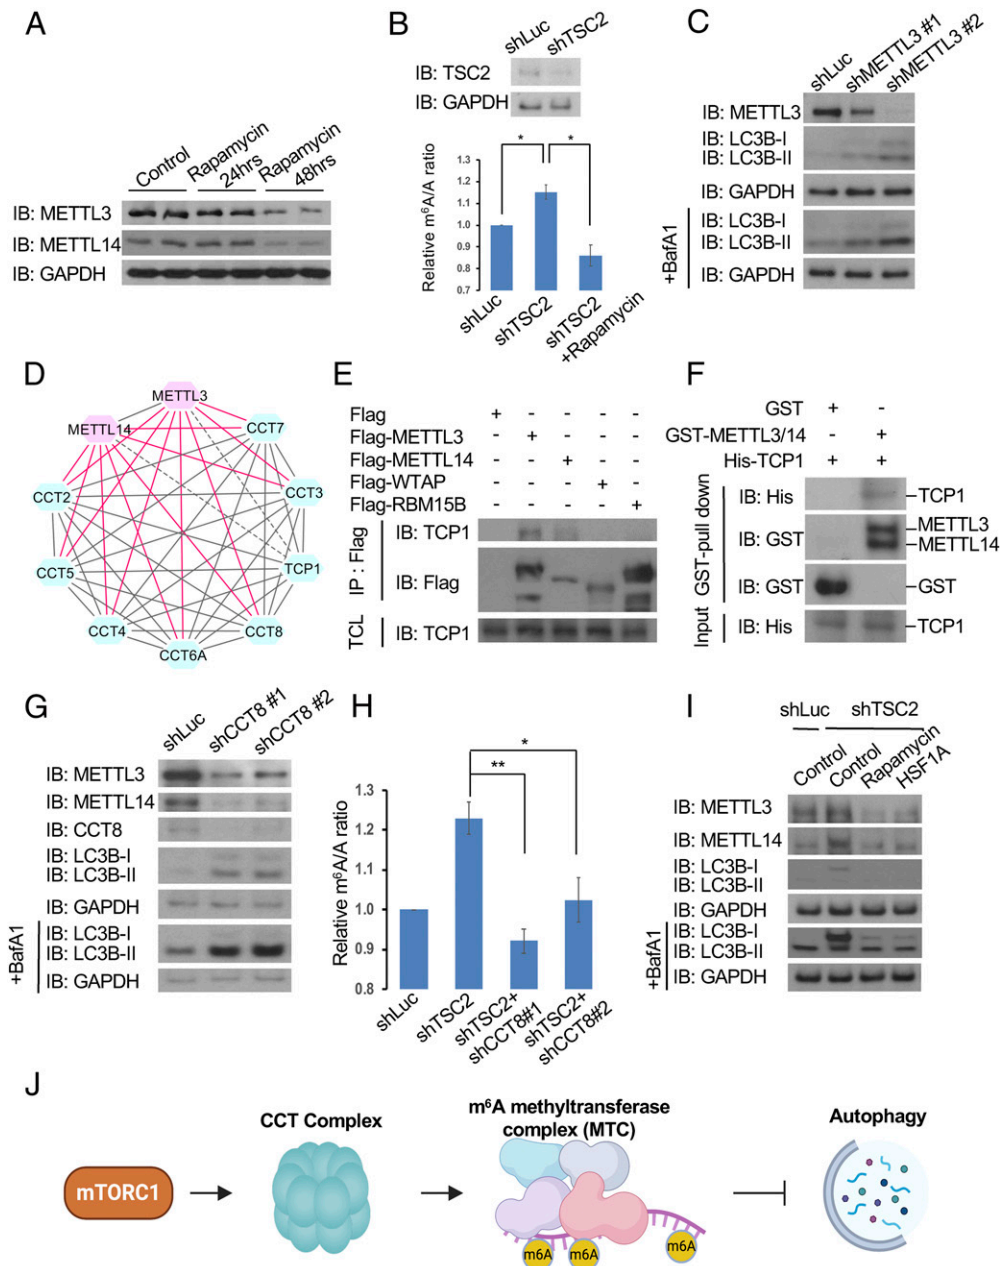 A
Control
Rapamycin
24hrs
Rapamycin
48hrs
IB: METTL3
IB: METTL14
IB: GAPDH
B
shLuc
shTSC2
IB: TSC2
IB: GAPDH
* *
Relative m⁶A/A ratio
1.3
1.2
1.1
1.0
0.9
0.8
0.7
shLuc
shTSC2
shTSC2
+Rapamycin
C
shLuc
shMETTL3 #1
shMETTL3 #2
IB: METTL3
IB: LC3B-I
IB: LC3B-II
IB: GAPDH
+BafA1
IB: LC3B-I
IB: LC3B-II
IB: GAPDH
D
METTL3
METTL14
CCT7
CCT2
CCT3
CCT5
TCP1
CCT4
CCT8
CCT6A
E
Flag + - - - -
Flag-METTL3 - + - - -
Flag-METTL14 - - + - -
Flag-WTAP - - - + -
Flag-RBM15B - - - - +
IP : Flag
IB: TCP1
IB: Flag
TCL
IB: TCP1
F
GST + -
GST-METTL3/14 - +
His-TCP1 + +
GST-pull down
IB: His TCP1
IB: GST METTL3
METTL14
IB: GST GST
Input
IB: His TCP1
G
shLuc
shCCT8 #1
shCCT8 #2
IB: METTL3
IB: METTL14
IB: CCT8
IB: LC3B-I
IB: LC3B-II
IB: GAPDH
+BafA1
IB: LC3B-I
IB: LC3B-II
IB: GAPDH
H
*
**
Relative m⁶A/A ratio
1.3
1.2
1.1
1.0
0.9
0.8
shLuc
shTSC2
shTSC2+
shCCT8#1
shTSC2+
shCCT8#2
I
shLuc shTSC2
Control
Control
Rapamycin
HSF1A
IB: METTL3
IB: METTL14
IB: LC3B-I
IB: LC3B-II
IB: GAPDH
+BafA1
IB: LC3B-I
IB: LC3B-II
IB: GAPDH
J
mTORC1
CCT Complex
m⁶A methyltransferase
complex (MTC)
m6A
m6A
m6A
Autophagy